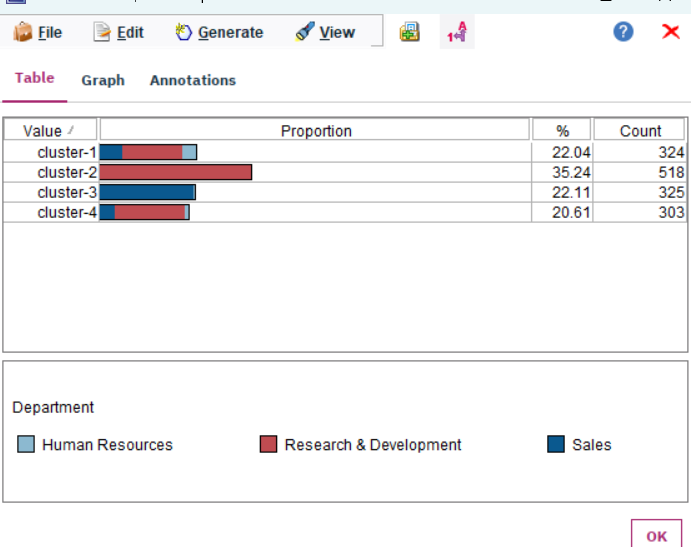 File Edit Generate View
Table Graph Annotations
Value Proportion % Count
cluster-1 22.04 324
cluster-2 35.24 518
cluster-3 22.11 325
cluster-4 20.61 303
Department
Human Resources Research & Development Sales
OK